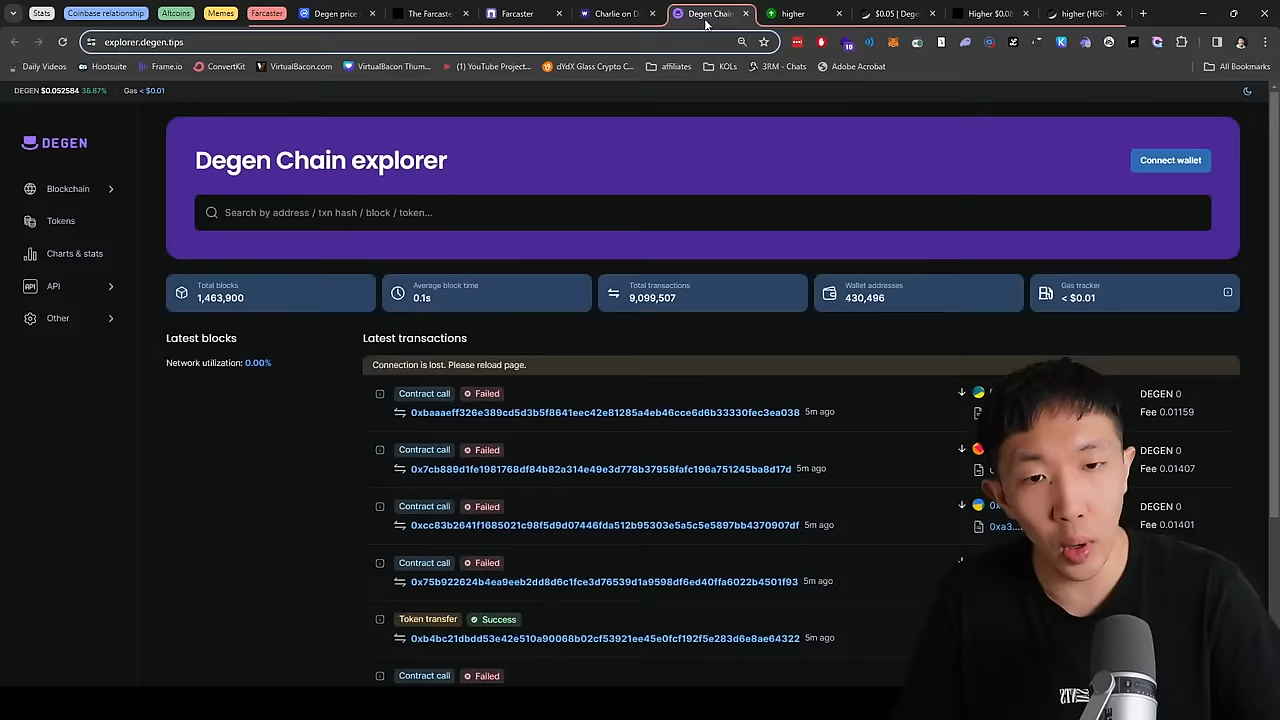 Stats
Coinbase relationship
Altcoins
Memes
Farcaster
Degen price
The Farcaste
Farcaster
Charlie on D
Degen Chain
higher
$0.05 | Dege
Higher $0.08
higher (HIGH
explorer.degen.tips
Daily Videos
Hootsuite
Frame.io
ConvertKit
VirtualBacon.com
VirtualBacon Thum...
(1) YouTube Project...
dYdX Glass Crypto C...
affiliates
KOLs
3RM - Chats
Adobe Acrobat
All Bookmarks
DEGEN $0.052584 36.87%
Gas < $0.01
DEGEN
Blockchain
Tokens
Charts & stats
API
Other
Degen Chain explorer
Connect wallet
Search by address / txn hash / block / token...
Total blocks
1,463,900
Average block time
0.1s
Total transactions
9,099,507
Wallet addresses
430,496
Gas tracker
< $0.01
Latest blocks
Network utilization: 0.00%
Latest transactions
Connection is lost. Please reload page.
Contract call Failed
0xbaaaeff326e389cd5d3b5f8641eec42e81285a4eb46cce6d6b33330fec3ea038 5m ago
DEGEN 0
Fee 0.01159
Contract call Failed
0x7cb889d1fe1981768df84b82a314e49e3d778b37958fafc196a751245ba8d17d 5m ago
DEGEN 0
Fee 0.01407
Contract call Failed
0xcc83b2641f1685021c98f5d9d07446fda512b95303e5a5c5e5897bb4370907df 5m ago
0xa3...
DEGEN 0
Fee 0.01401
Contract call Failed
0x75b922624b4ea9eeb2dd8d6c1fce3d76539d1a9598df6ed40ffa6022b4501f93 5m ago
Token transfer Success
0xb4bc21dbdd53e42e510a90068b02cf53921ee45e0fcf192f5e283d6e8ae64322 5m ago
Contract call Failed